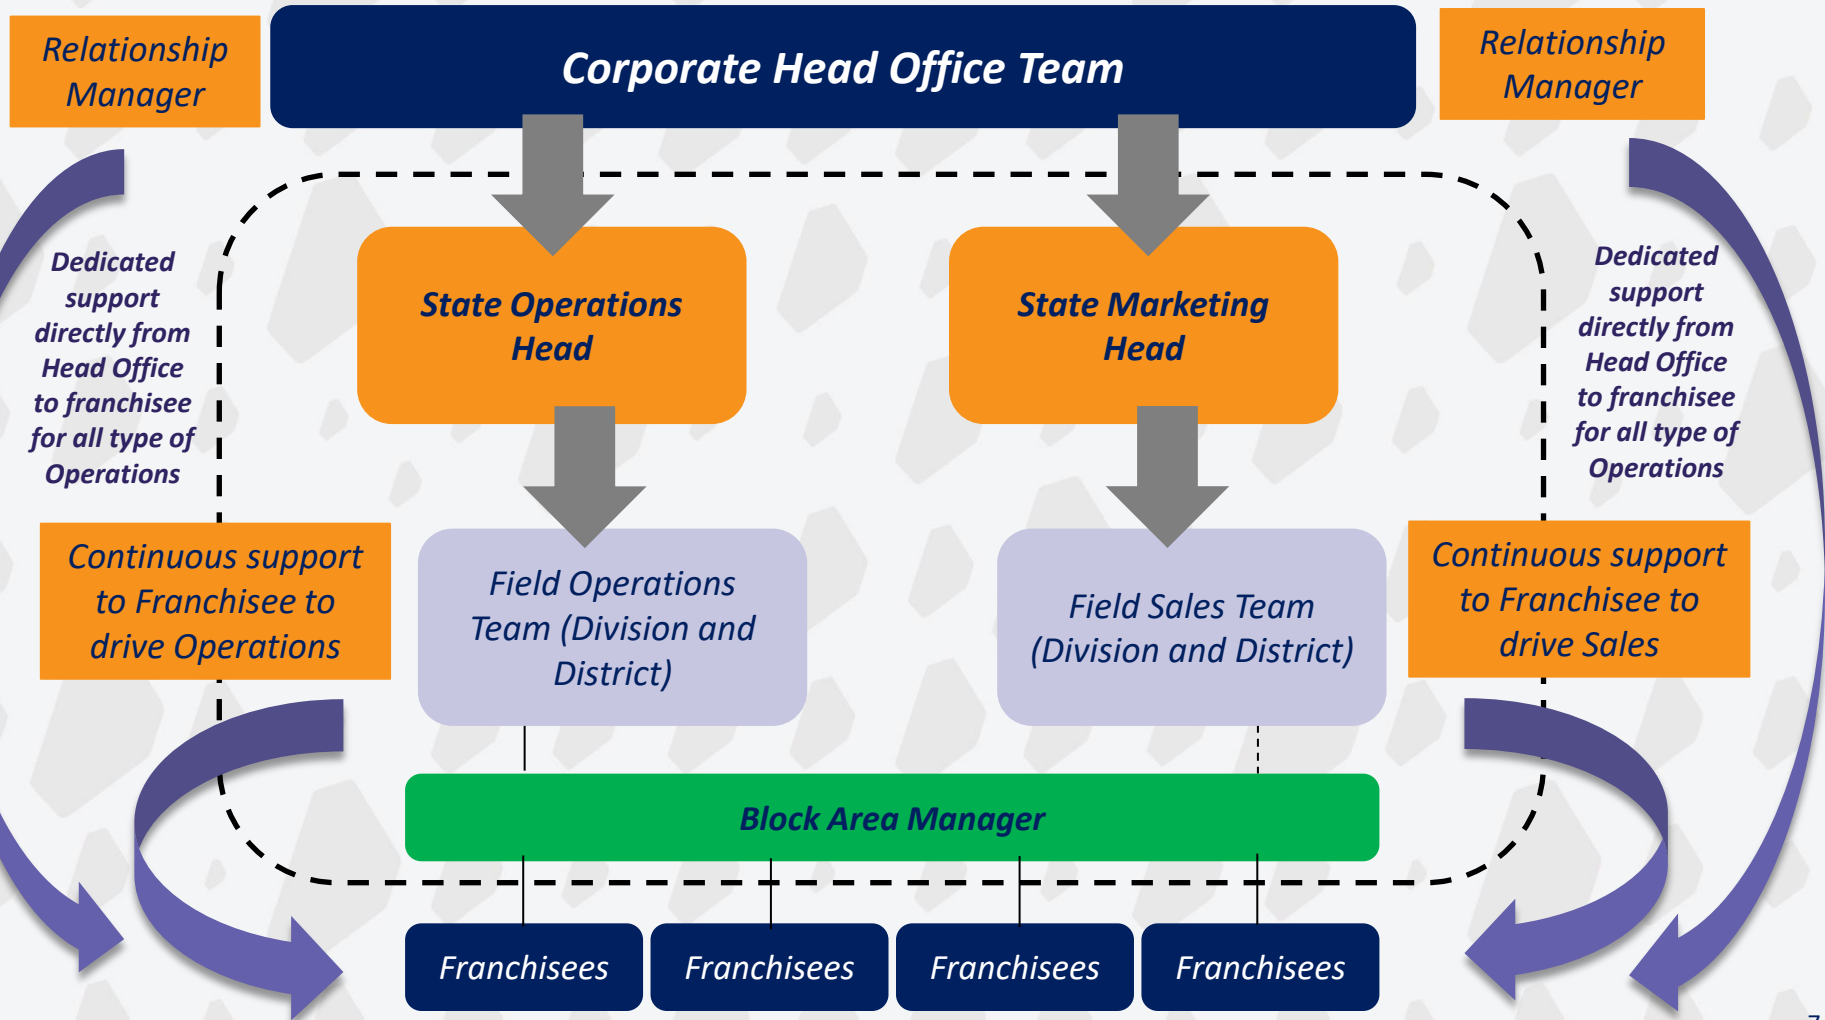 Relationship
Manager
Corporate Head Office Team
Relationship
Manager
Dedicated
support
directly from
Head Office
to franchisee
for all type of
Operations
State Operations
Head
State Marketing
Head
Dedicated
support
directly from
Head Office
to franchisee
for all type of
Operations
Continuous support
to Franchisee to
drive Operations
Field Operations
Team (Division and
District)
Field Sales Team
(Division and District)
Continuous support
to Franchisee to
drive Sales
Block Area Manager
Franchisees
Franchisees
Franchisees
Franchisees
7